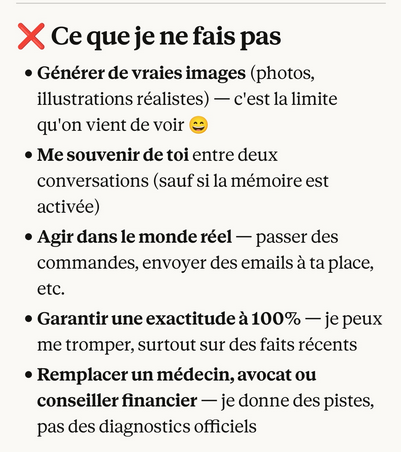 ❌ Ce que je ne fais pas
• Générer de vraies images (photos,
illustrations réalistes) — c'est la limite
qu'on vient de voir 😄
• Me souvenir de toi entre deux
conversations (sauf si la mémoire est
activée)
• Agir dans le monde réel — passer des
commandes, envoyer des emails à ta place,
etc.
• Garantir une exactitude à 100% — je peux
me tromper, surtout sur des faits récents
• Remplacer un médecin, avocat ou
conseiller financier — je donne des pistes,
pas des diagnostics officiels